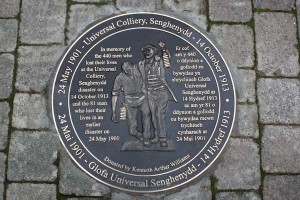 24 May 1901 - Universal Colliery, Senghenydd - 14 October 1913
In memory of
the 440 men who
lost their lives
at the Universal
Colliery,
Senghenydd
disaster on
14 October 1913
and the 81 men
who lost their
lives in an
earlier
disaster on
24 May 1901
Er cof
am y 440
o ddynion a
gollodd eu
bywydau yn
nhrychineb
Glofa
Universal
Senghenydd ar
14 Hydref 1913
ac yr 81 o
ddynion a gollodd
eu bywydau mewn
trychineb
cynharach ar
24 Mai 1901
Donated by Kenneth Arthur Williams
24 Mai 1901 - Glofa Universal Senghenydd - 14 Hydref 1913